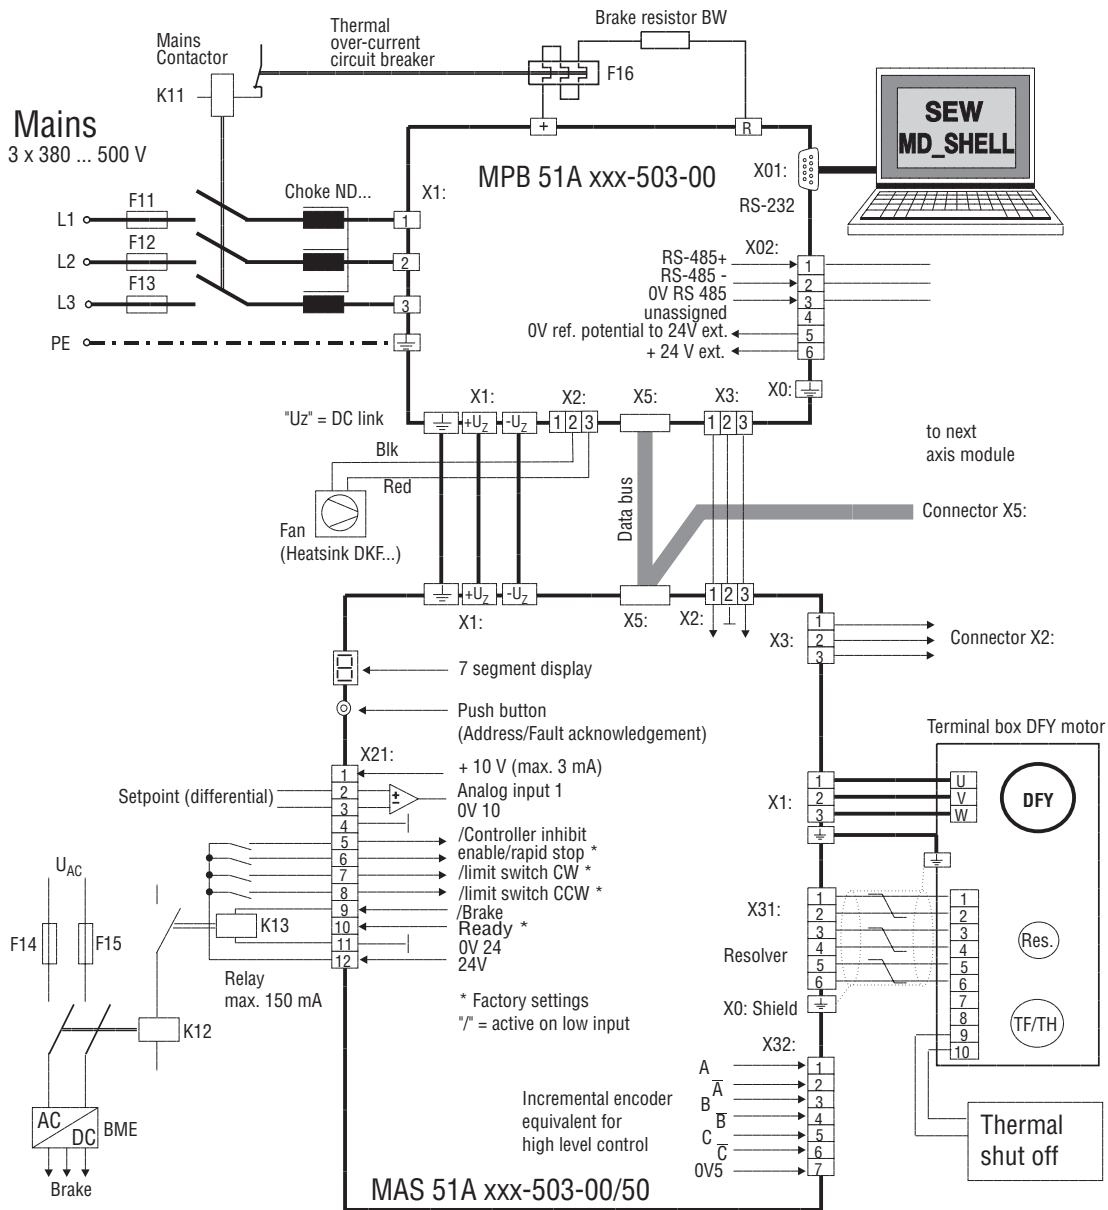 Brake resistor BW
Thermal
over-current
circuit breaker
Mains
Contactor
K11
F16
Mains
3 x 380 ... 500 V
+
R
SEW
MD_SHELL
MPB 51A xxx-503-00
X01:
RS-232
X1:
Choke ND...
F11
L1
1
F12
L2
2
F13
L3
3
PE
X02:
RS-485+
1
RS-485 -
2
0V RS 485
3
unassigned
4
0V ref. potential to 24V ext.
5
+ 24 V ext.
6
X0:
"Uz" = DC link
X1:
X2:
X5:
X3:
+UZ
-UZ
1 2 3
1 2 3
Blk
Red
Fan
(Heatsink DKF...)
Data bus
to next
axis module
Connector X5:
+UZ
-UZ
1 2 3
X1:
X5:
X2:
⊥
X3:
1
2
3
Connector X2:
7 segment display
Push button
(Address/Fault acknowledgement)
X21:
1
+ 10 V (max. 3 mA)
Setpoint (differential)
2
Analog input 1
3
0V 10
4
5
/Controller inhibit
6
enable/rapid stop *
7
/limit switch CW *
8
/limit switch CCW *
9
/Brake
10
Ready *
11
0V 24
12
24V
K13
Relay
max. 150 mA
* Factory settings
"/" = active on low input
UAC
F14
F15
K12
AC
DC
BME
Brake
Terminal box DFY motor
X1:
1
2
3
U
V
W
DFY
X31:
Resolver
1
2
3
4
5
6
X0: Shield
1
2
3
4
5
6
7
8
9
10
Res.
TF/TH
Thermal
shut off
X32:
A
1
A̅
2
B
3
B̅
4
C
5
C̅
6
0V5
7
Incremental encoder
equivalent for
high level control
MAS 51A xxx-503-00/50